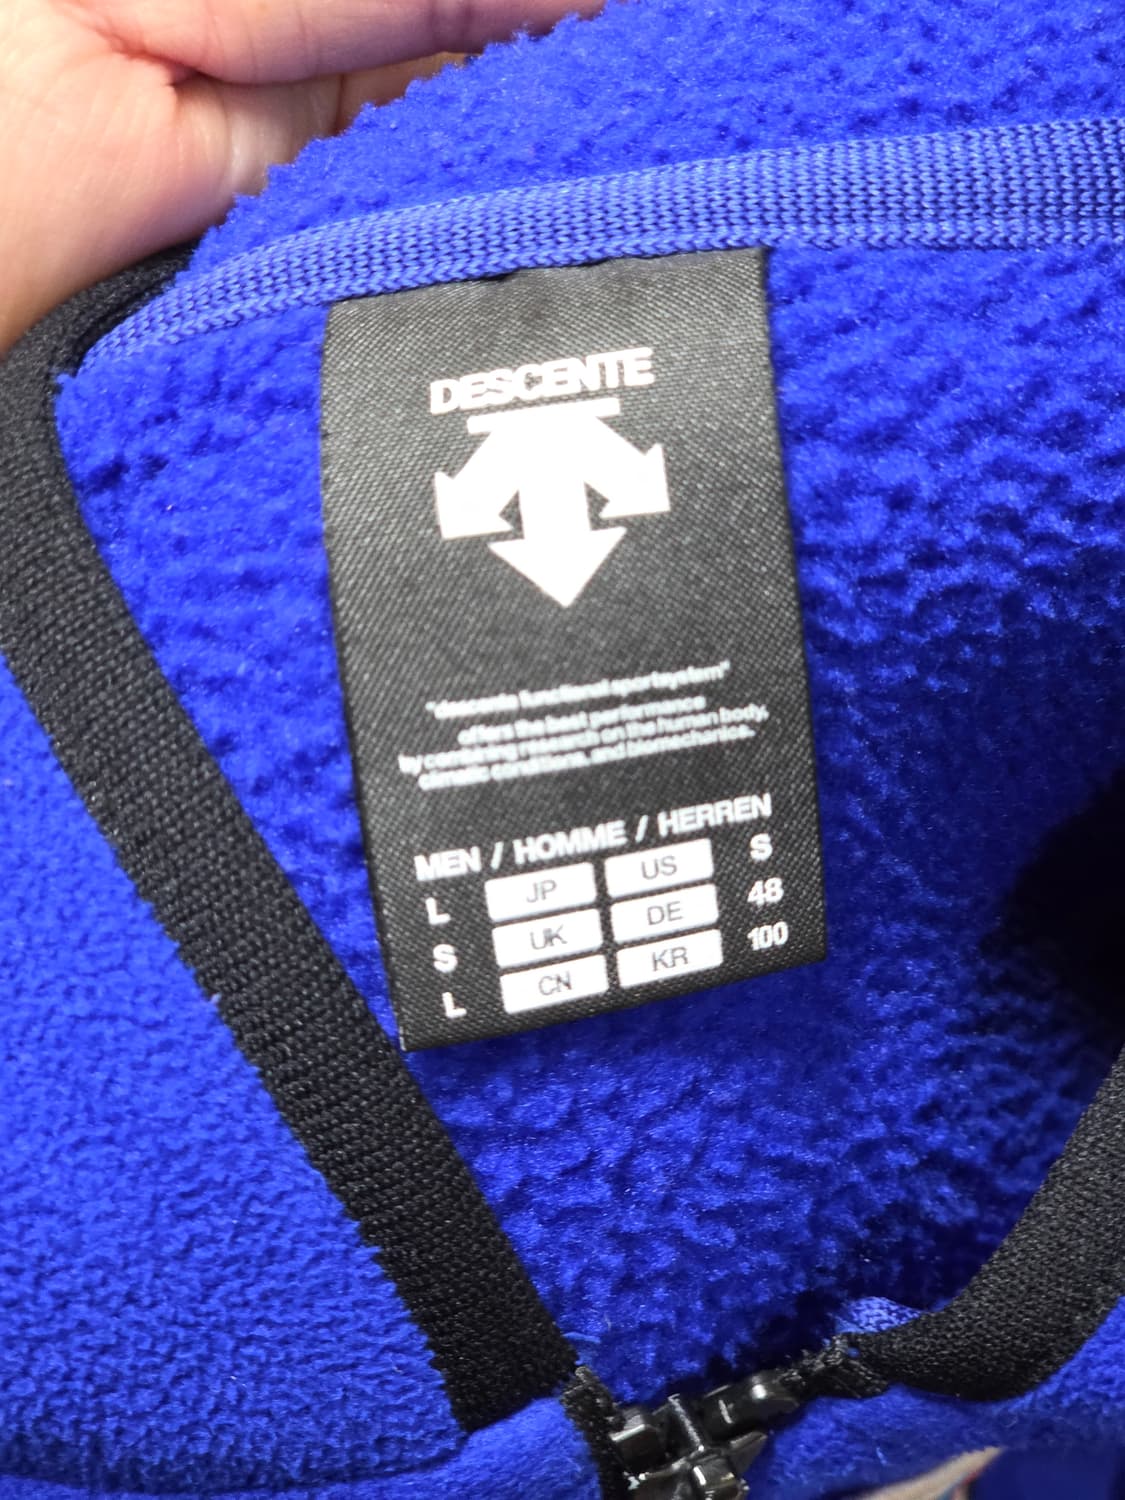 DESCENTE
"descente functional sportsystem"
offers the best performance
by combining research on the human body,
climatic conditions, and biomechanics.
MEN / HOMME / HERREN
L JP US S
S UK DE 48
L CN KR 100